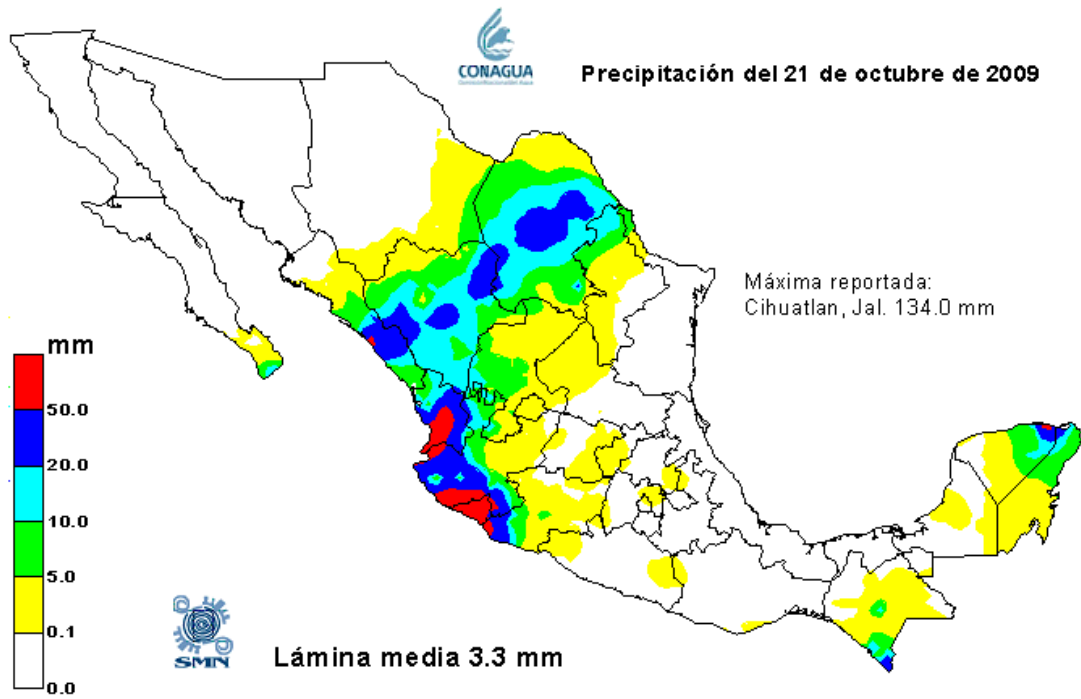 CONAGUA
Precipitación del 21 de octubre de 2009
Máxima reportada:
Cihuatlan, Jal. 134.0 mm
mm
50.0
20.0
10.0
5.0
0.1
0.0
SMN
Lámina media 3.3 mm